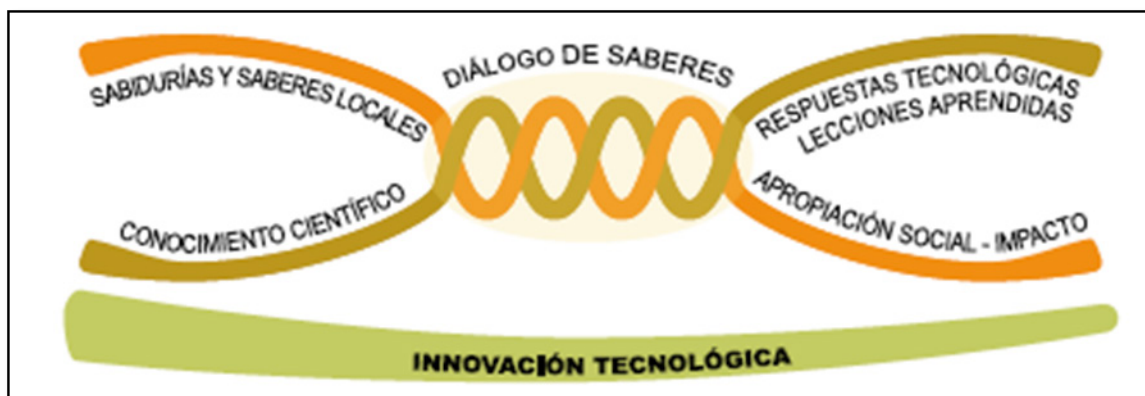 SABIDURÍAS Y SABERES LOCALES
DIÁLOGO DE SABERES
RESPUESTAS TECNOLÓGICAS
LECCIONES APRENDIDAS
CONOCIMIENTO CIENTÍFICO
APROPIACIÓN SOCIAL - IMPACTO
INNOVACIÓN TECNOLÓGICA